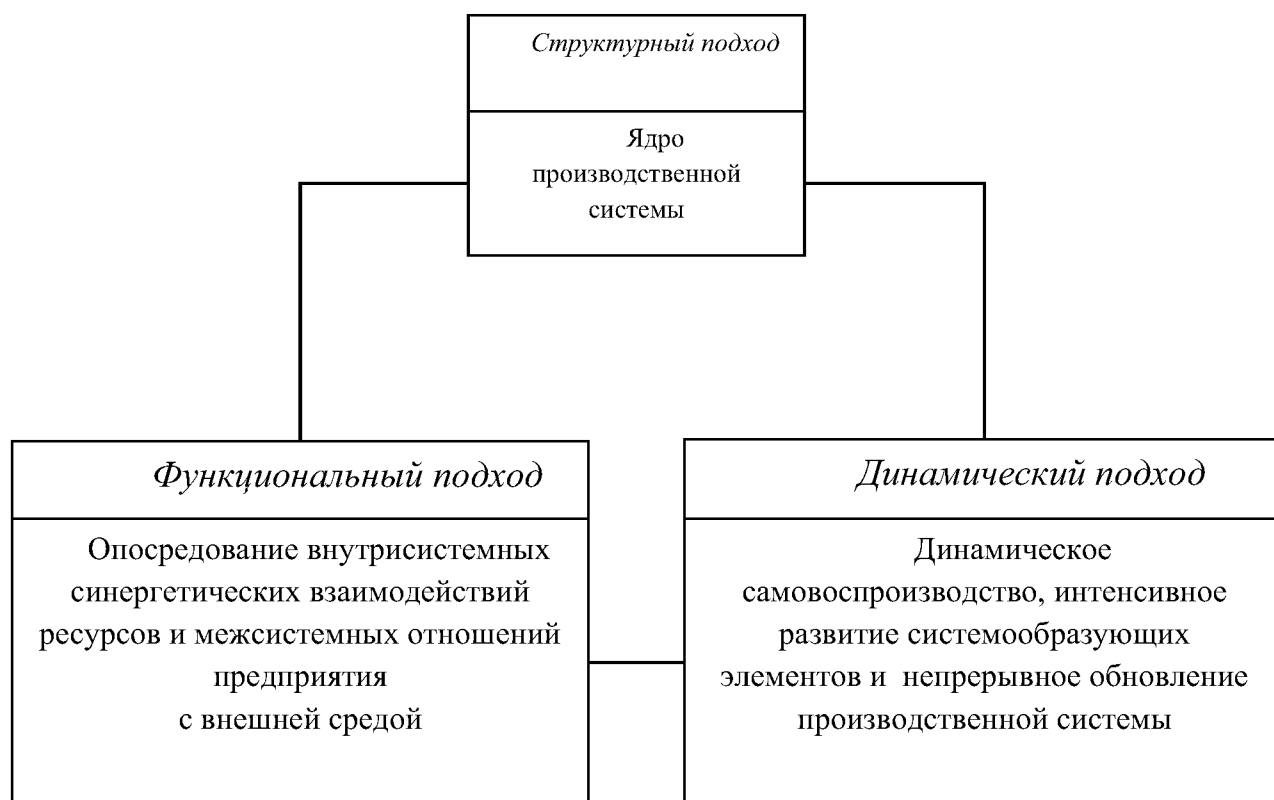 Структурный подход
Ядро
производственной
системы
Функциональный подход
Опосредование внутрисистемных
синергетических взаимодействий
ресурсов и межсистемных отношений
предприятия
с внешней средой
Динамический подход
Динамическое
самовоспроизводство, интенсивное
развитие системообразующих
элементов и  непрерывное обновление
производственной системы